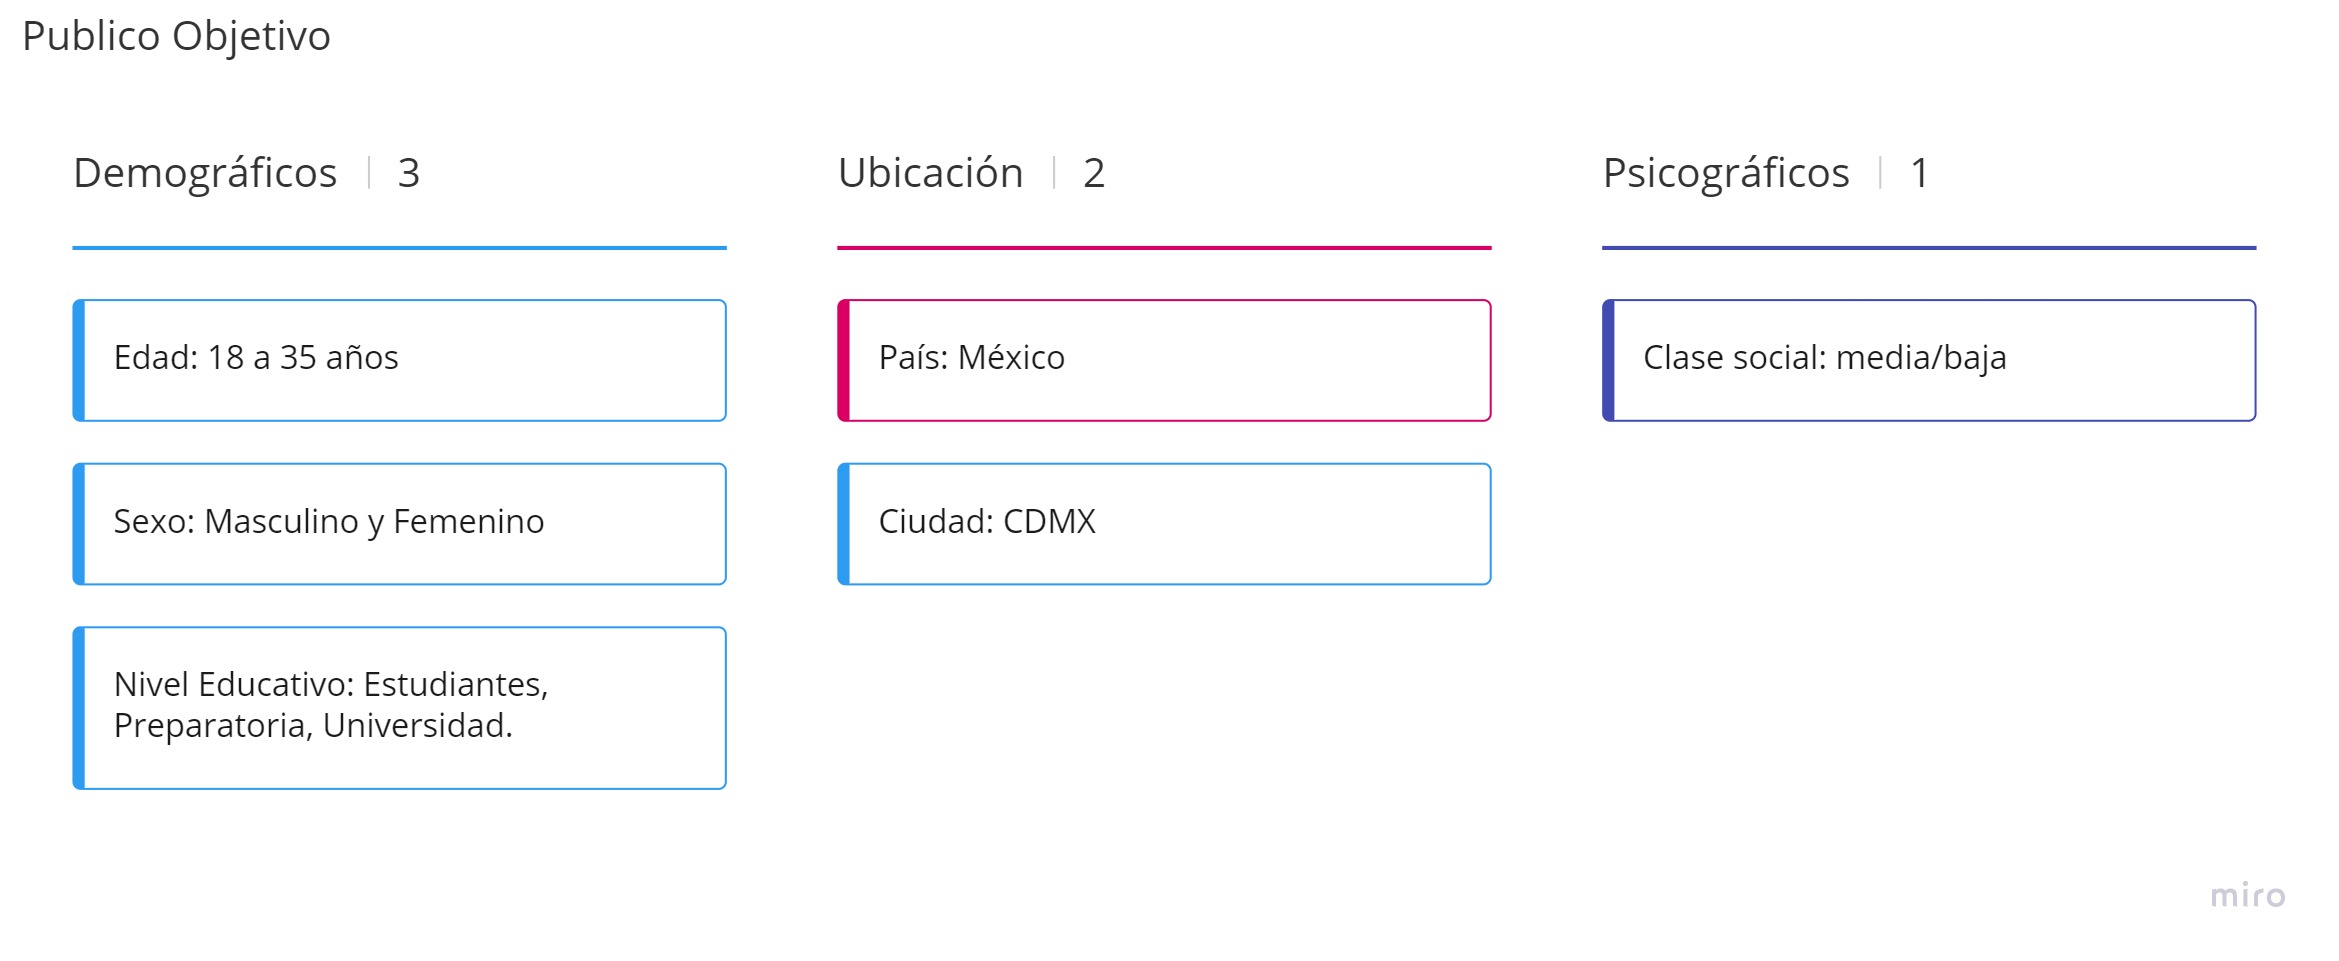 Publico Objetivo
Demográficos | 3
Edad: 18 a 35 años
Sexo: Masculino y Femenino
Nivel Educativo: Estudiantes,
Preparatoria, Universidad.
Ubicación | 2
País: México
Ciudad: CDMX
Psicográficos | 1
Clase social: media/baja
miro